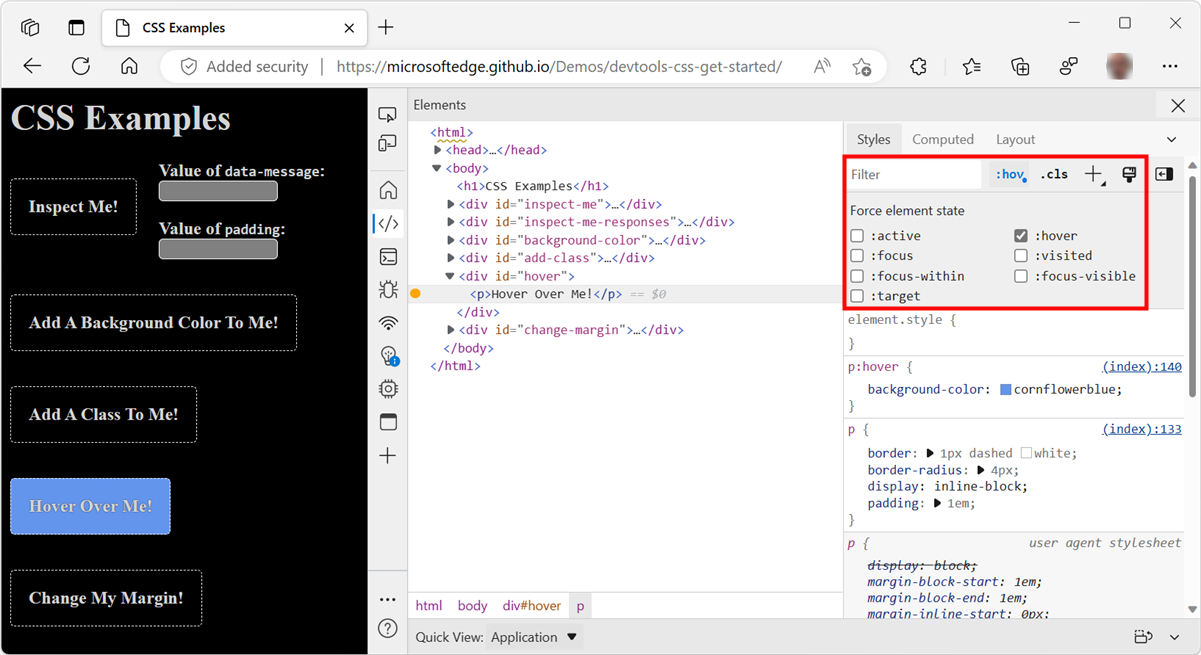 CSS Examples
Added security | https://microsoftedge.github.io/Demos/devtools-css-get-started/
CSS Examples
Inspect Me!
Value of data-message:
Value of padding:
Add A Background Color To Me!
Add A Class To Me!
Hover Over Me!
Change My Margin!
Elements
<html>
<head>…</head>
<body>
<h1>CSS Examples</h1>
<div id="inspect-me">…</div>
<div id="inspect-me-responses">…</div>
<div id="background-color">…</div>
<div id="add-class">…</div>
<div id="hover">
<p>Hover Over Me!</p> == $0
</div>
<div id="change-margin">…</div>
</body>
</html>
html body div#hover p
Quick View: Application
Styles Computed Layout
Filter :hov .cls
Force element state
:active :hover
:focus :visited
:focus-within :focus-visible
:target
element.style {
}
p:hover { (index):140
background-color: cornflowerblue;
}
p { (index):133
border: 1px dashed white;
border-radius: 4px;
display: inline-block;
padding: 1em;
}
p { user agent stylesheet
display: block;
margin-block-start: 1em;
margin-block-end: 1em;
margin-inline-start: 0px;